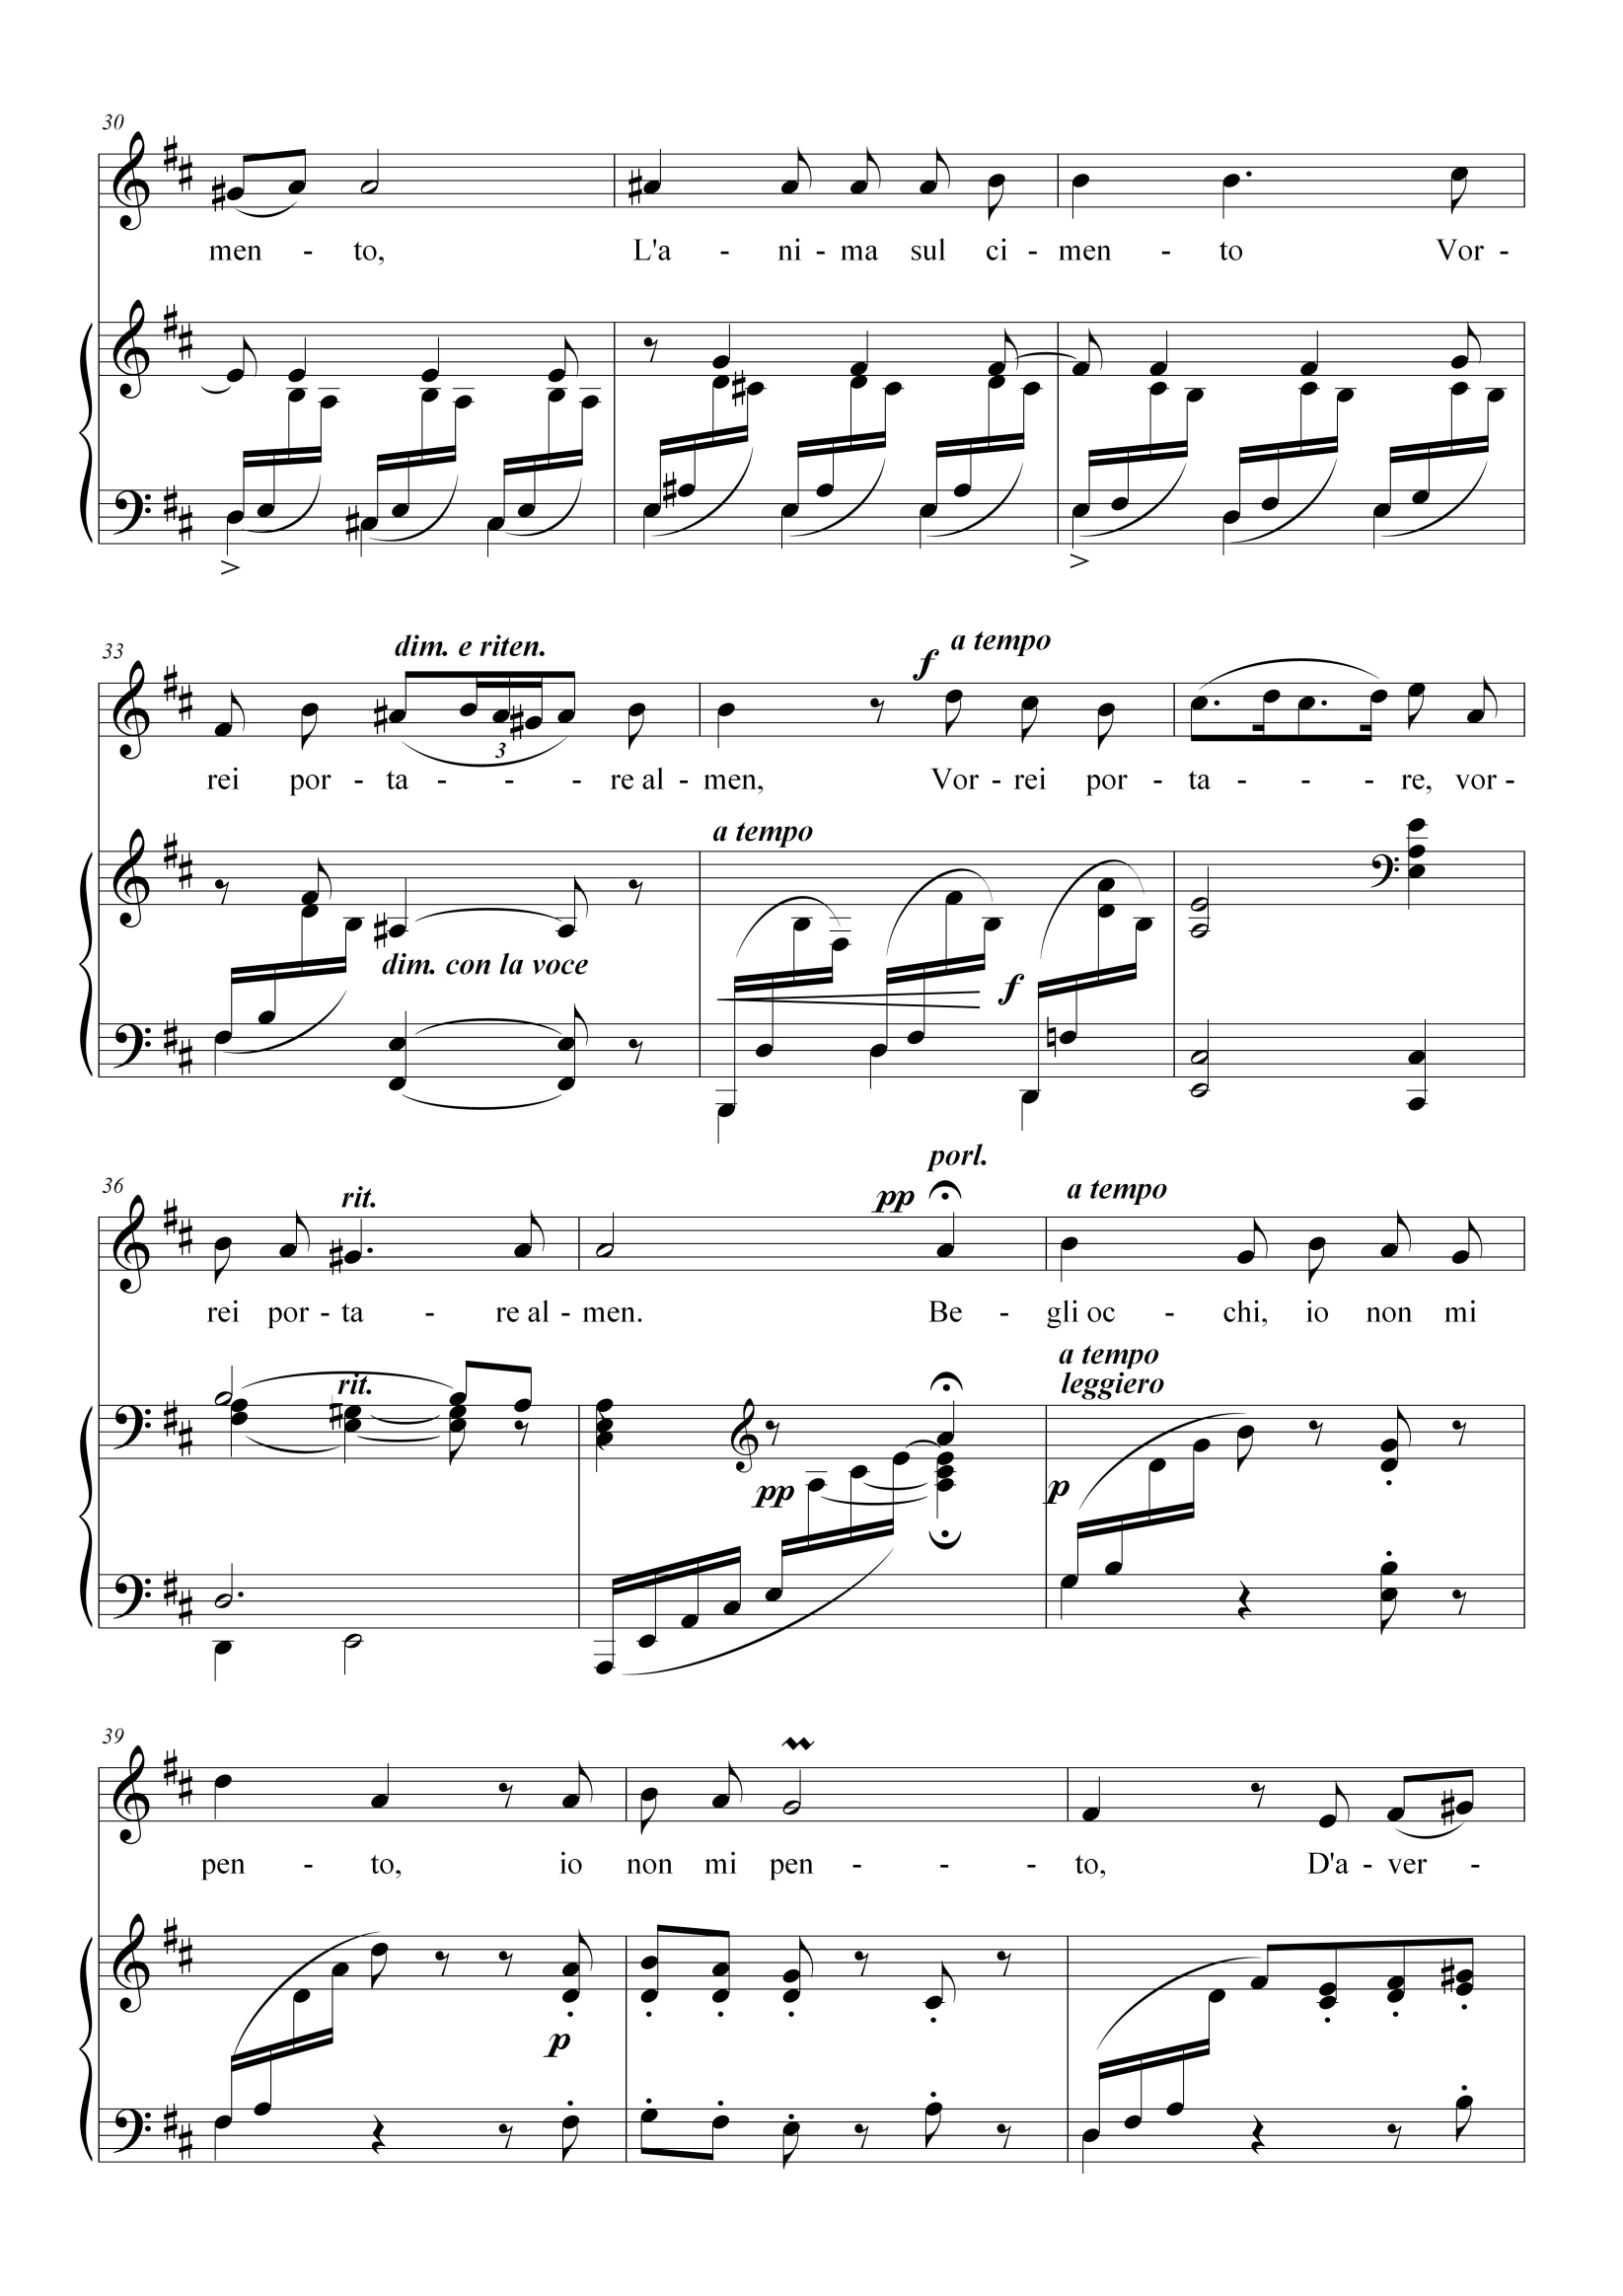 30
men - to, L'a - ni - ma sul ci - men - to Vor -
33
dim. e riten.
f a tempo
3
rei por - ta - - - re al - men, Vor - rei por - ta - - - re, vor -
a tempo
dim. con la voce
f
porl.
36
rit.
pp
a tempo
rei por - ta - re al - men. Be - gli oc - chi, io non mi
a tempo
rit.
leggiero
pp
p
39
pen - to, io non mi pen - - - to, D'a - ver -
p